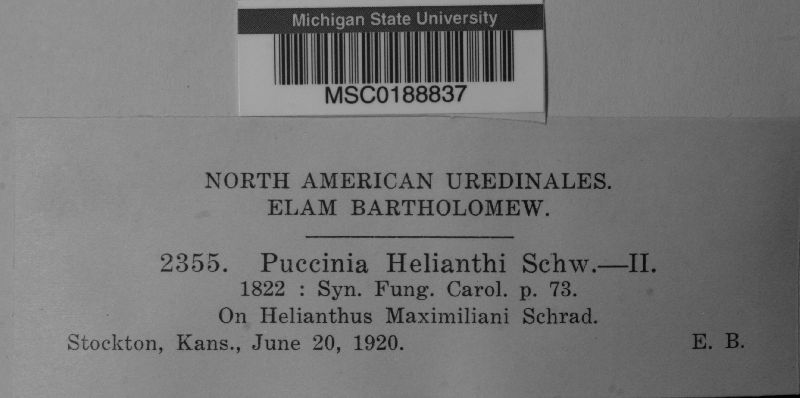 Michigan State University
MSC0188837
NORTH AMERICAN UREDINALES.
ELAM BARTHOLOMEW.
2355. Puccinia Helianthi Schw.—II.
1822 : Syn. Fung. Carol. p. 73.
On Helianthus Maximiliani Schrad.
Stockton, Kans., June 20, 1920. E. B.